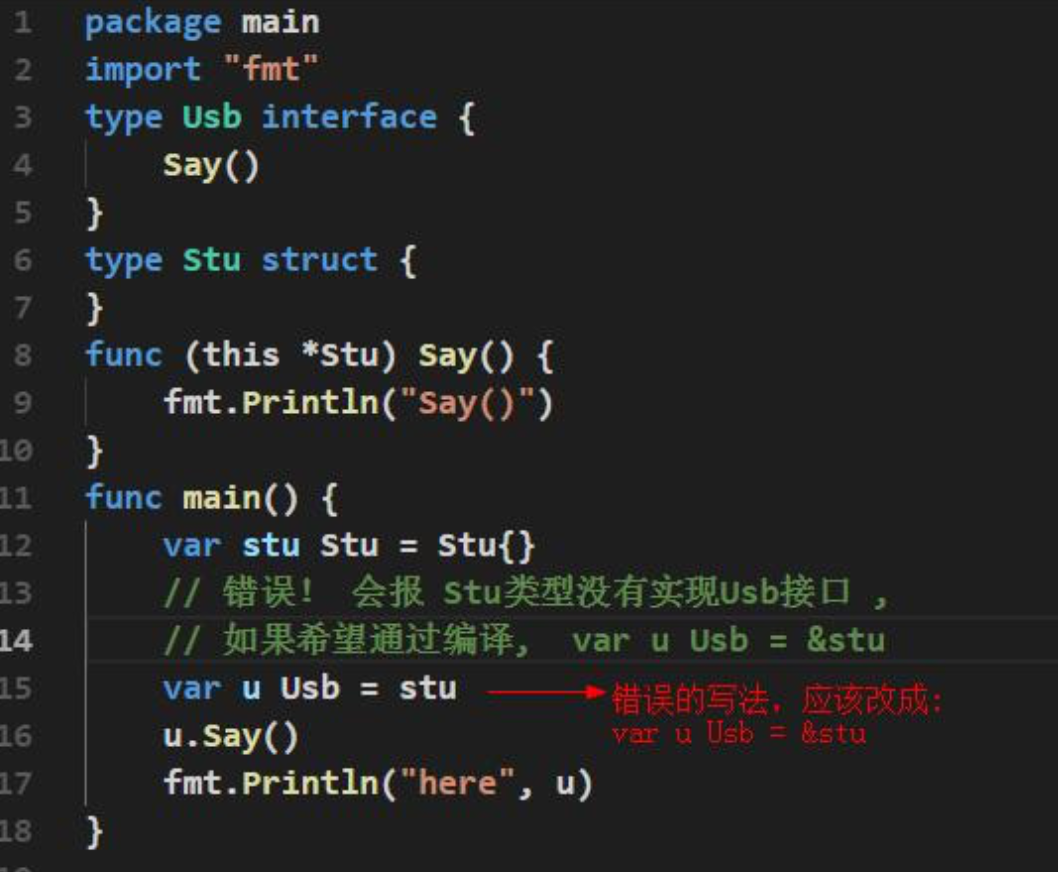 1 package main
2 import "fmt"
3 type Usb interface {
4     Say()
5 }
6 type Stu struct {
7 }
8 func (this *Stu) Say() {
9     fmt.Println("Say()")
10 }
11 func main() {
12     var stu Stu = Stu{}
13     // 错误! 会报 Stu类型没有实现Usb接口 ,
14     // 如果希望通过编译, var u Usb = &stu
15     var u Usb = stu 错误的写法，应该改成:
var u Usb = &stu
16     u.Say()
17     fmt.Println("here", u)
18 }